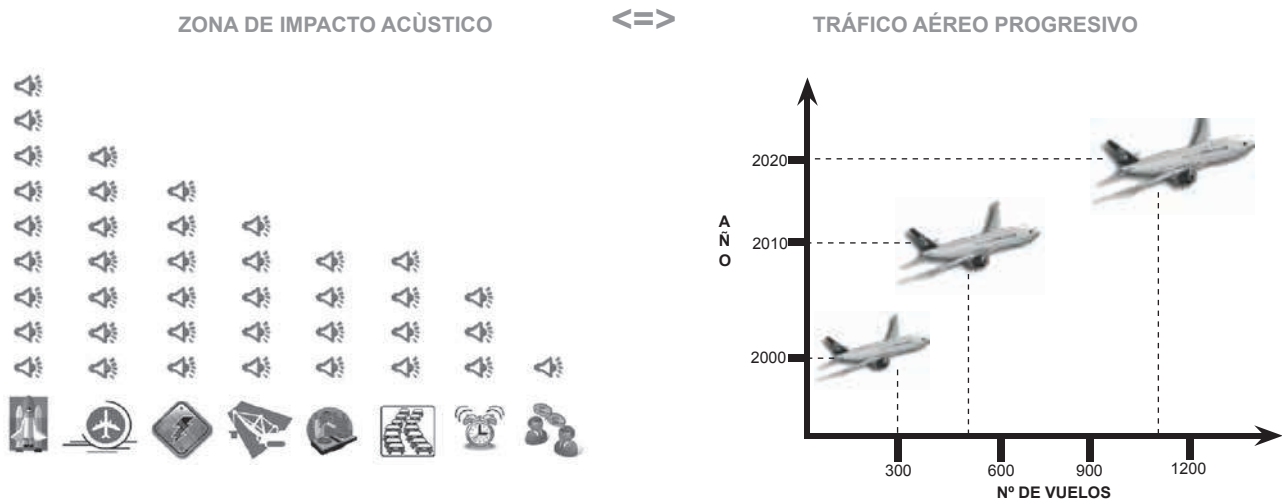 ZONA DE IMPACTO ACÙSTICO
<=>
TRÁFICO AÉREO PROGRESIVO
2020
2010
2000
A
Ñ
O
300
600
900
1200
Nº DE VUELOS